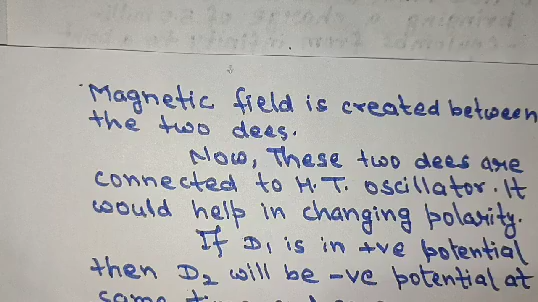 Magnetic field is created between
the two dees.
Now, These two dees are
connected to H.T. oscillator. It
would help in changing polarity.
If D₁ is in +ve potential
then D₂ will be -ve potential at